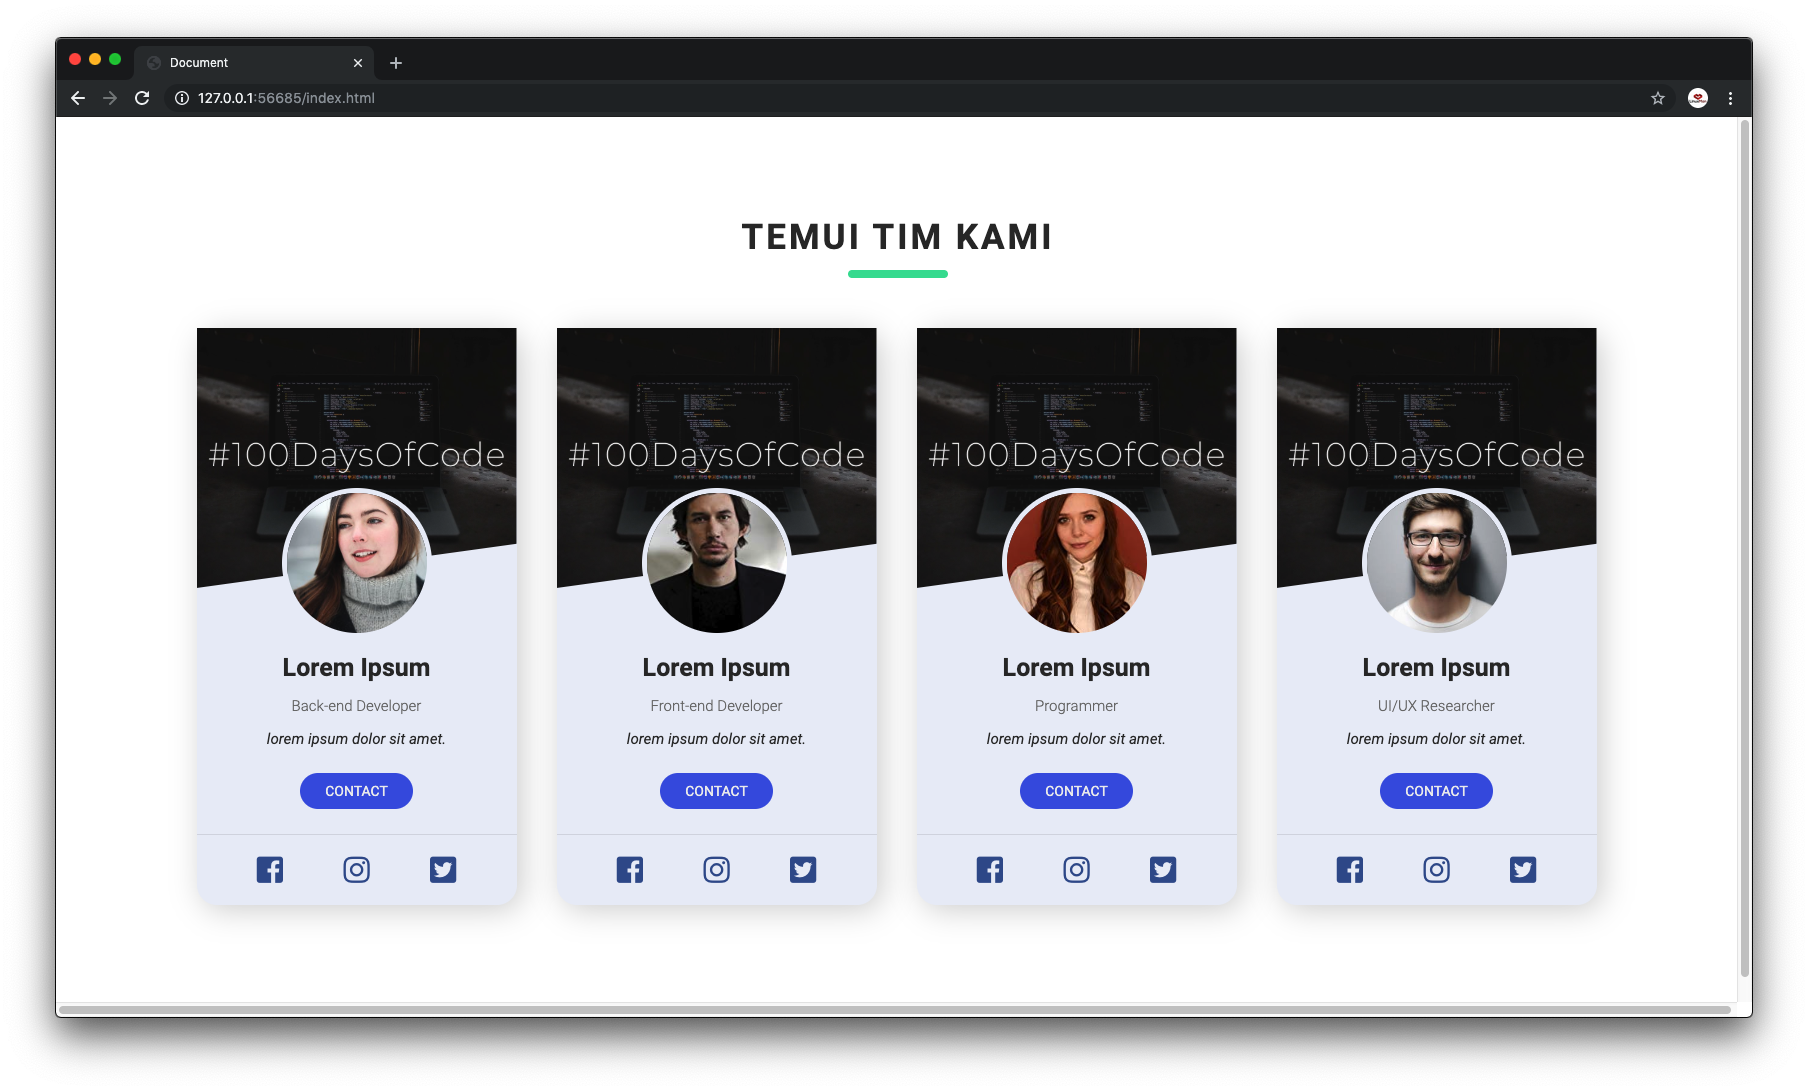 Document
127.0.0.1:56685/index.html
TEMUI TIM KAMI
#100DaysOfCode
#100DaysOfCode
#100DaysOfCode
#100DaysOfCode
Lorem Ipsum
Back-end Developer
lorem ipsum dolor sit amet.
CONTACT
Lorem Ipsum
Front-end Developer
lorem ipsum dolor sit amet.
CONTACT
Lorem Ipsum
Programmer
lorem ipsum dolor sit amet.
CONTACT
Lorem Ipsum
UI/UX Researcher
lorem ipsum dolor sit amet.
CONTACT